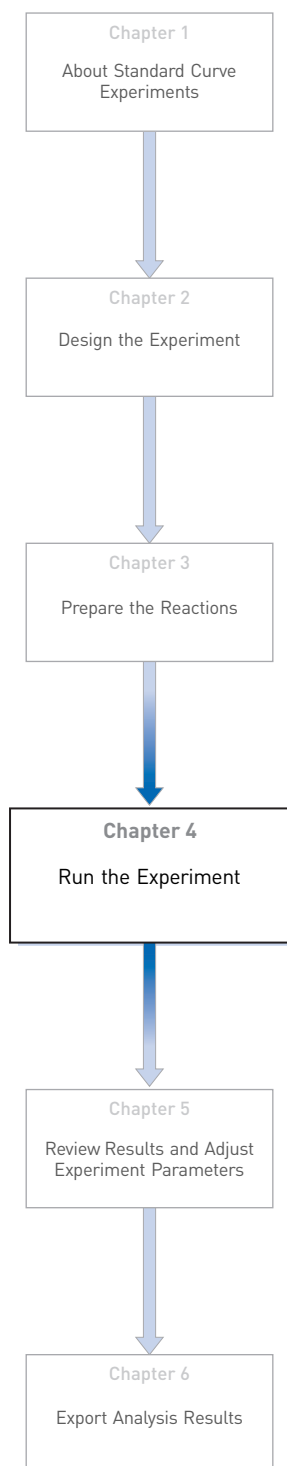 Chapter 1
About Standard Curve
Experiments
Chapter 2
Design the Experiment
Chapter 3
Prepare the Reactions
Chapter 4
Run the Experiment
Chapter 5
Review Results and Adjust
Experiment Parameters
Chapter 6
Export Analysis Results